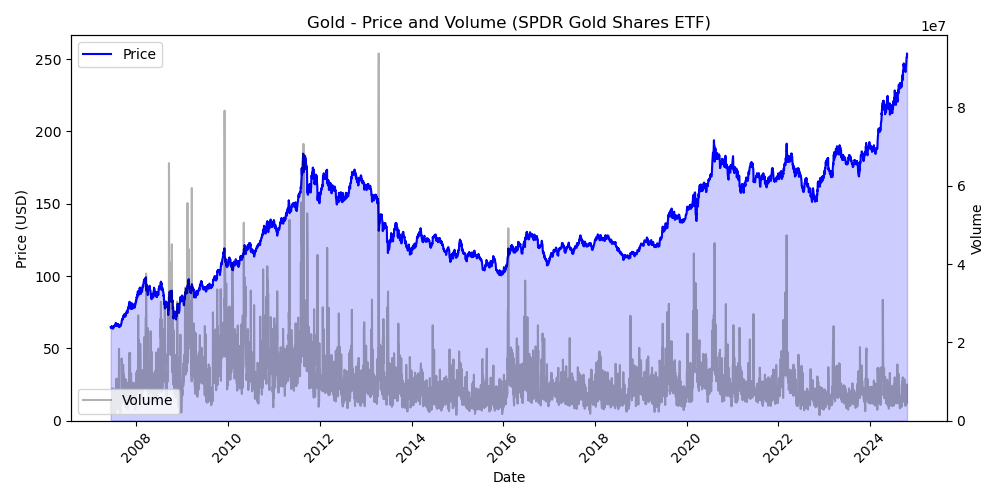 Gold - Price and Volume (SPDR Gold Shares ETF)
1e7
Price
250
200
150
100
50
0
Price (USD)
8
6
4
2
0
Volume
Volume
2008
2010
2012
2014
2016
2018
2020
2022
2024
Date